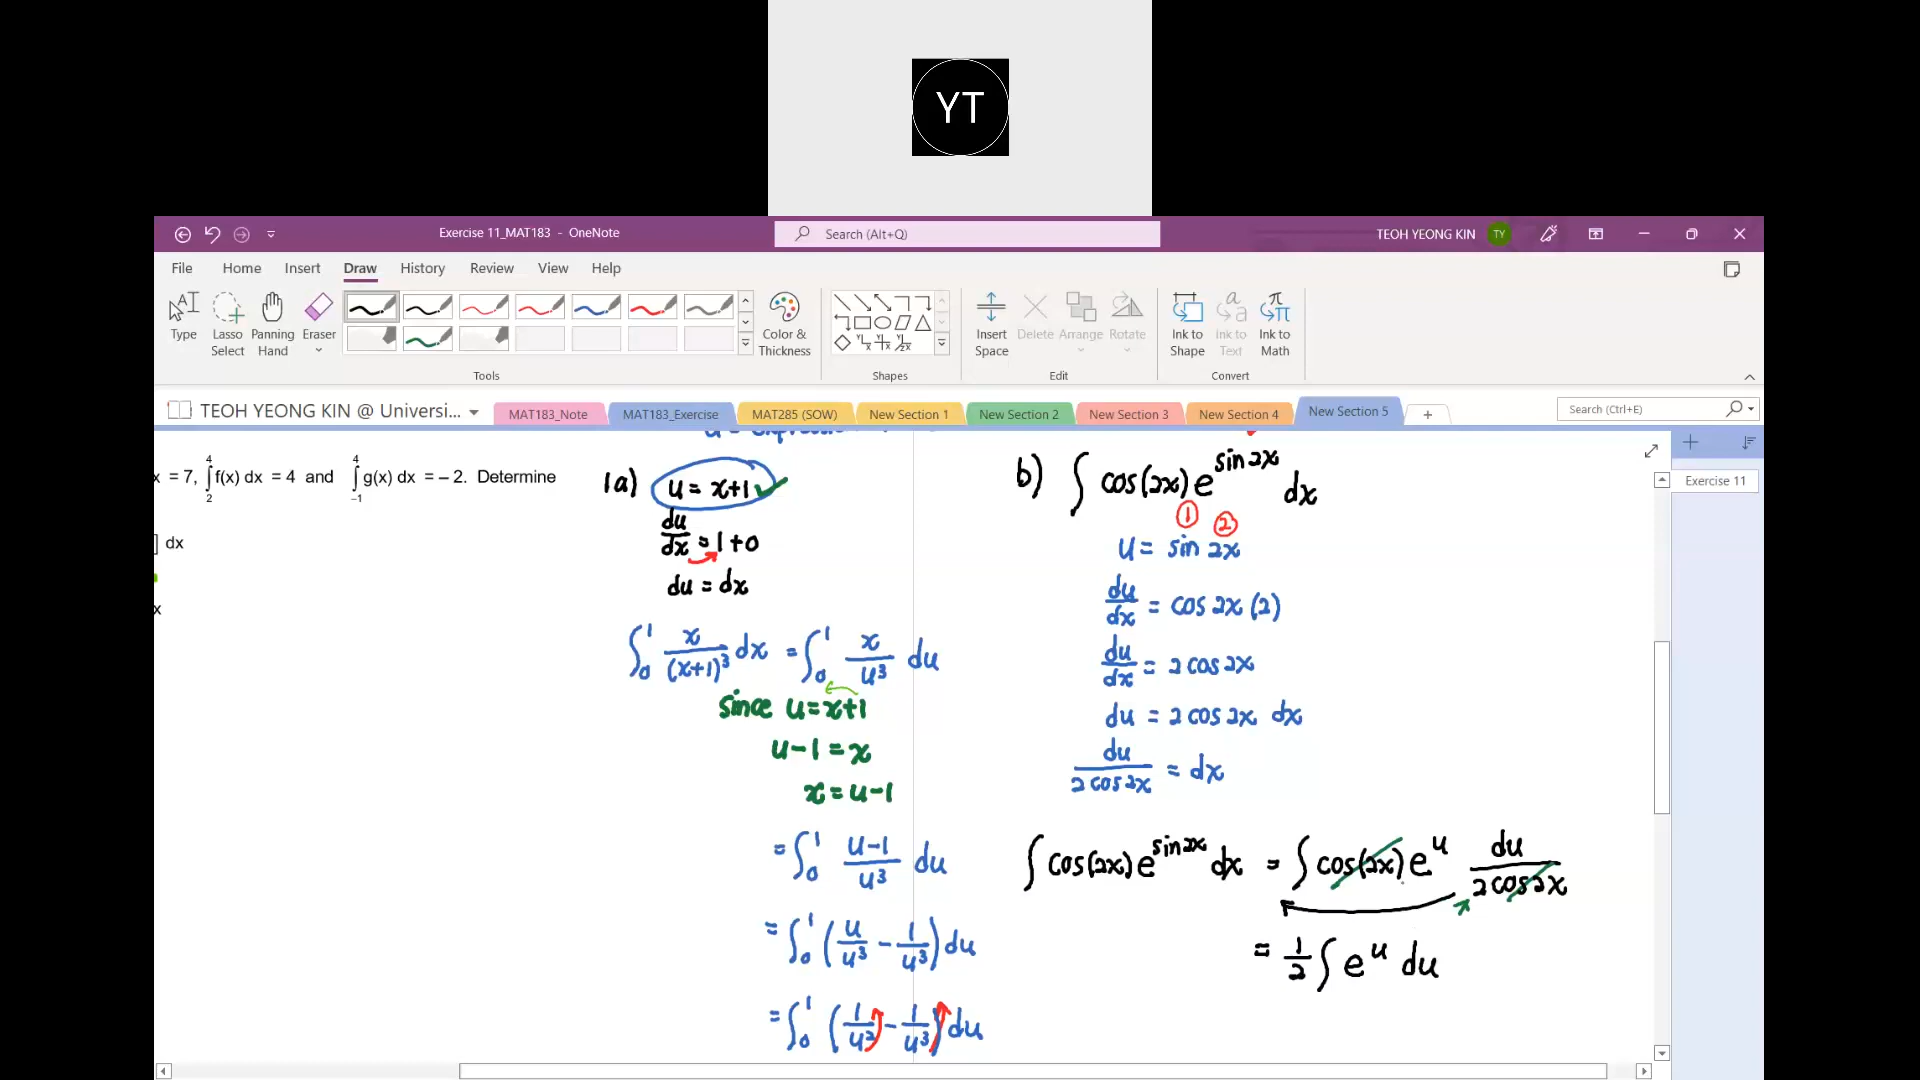 YT
Exercise 11_MAT183 - OneNote
Search (Alt+Q)
TEOH YEONG KIN
TY
File Home Insert Draw History Review View Help
Type
Lasso Select
Panning Hand
Eraser
Color & Thickness
Insert Space
Delete
Arrange
Rotate
Ink to Shape
Ink to Text
Ink to Math
Tools
Shapes
Edit
Convert
TEOH YEONG KIN @ Universi...
MAT183_Note
MAT183_Exercise
MAT285 (SOW)
New Section 1
New Section 2
New Section 3
New Section 4
New Section 5
+
Search (Ctrl+E)
Exercise 11
x = 7, ∫₂⁴ f(x) dx = 4 and ∫₋₁⁴ g(x) dx = – 2. Determine
] dx
x
1a) u = x+1
du/dx = 1+0
du = dx
∫₀¹ x/(x+1)³ dx = ∫₀¹ x/u³ du
since u = x+1
u-1 = x
x = u-1
= ∫₀¹ (u-1)/u³ du
= ∫₀¹ (u/u³ - 1/u³) du
= ∫₀¹ (1/u² - 1/u³) du
b) ∫ cos(2x) e^(sin 2x) dx
① ②
u = sin 2x
du/dx = cos 2x (2)
du/dx = 2 cos 2x
du = 2 cos 2x dx
du/(2 cos 2x) = dx
∫ cos(2x) e^(sin 2x) dx = ∫ cos(2x) e^u du/(2 cos 2x)
= 1/2 ∫ e^u du